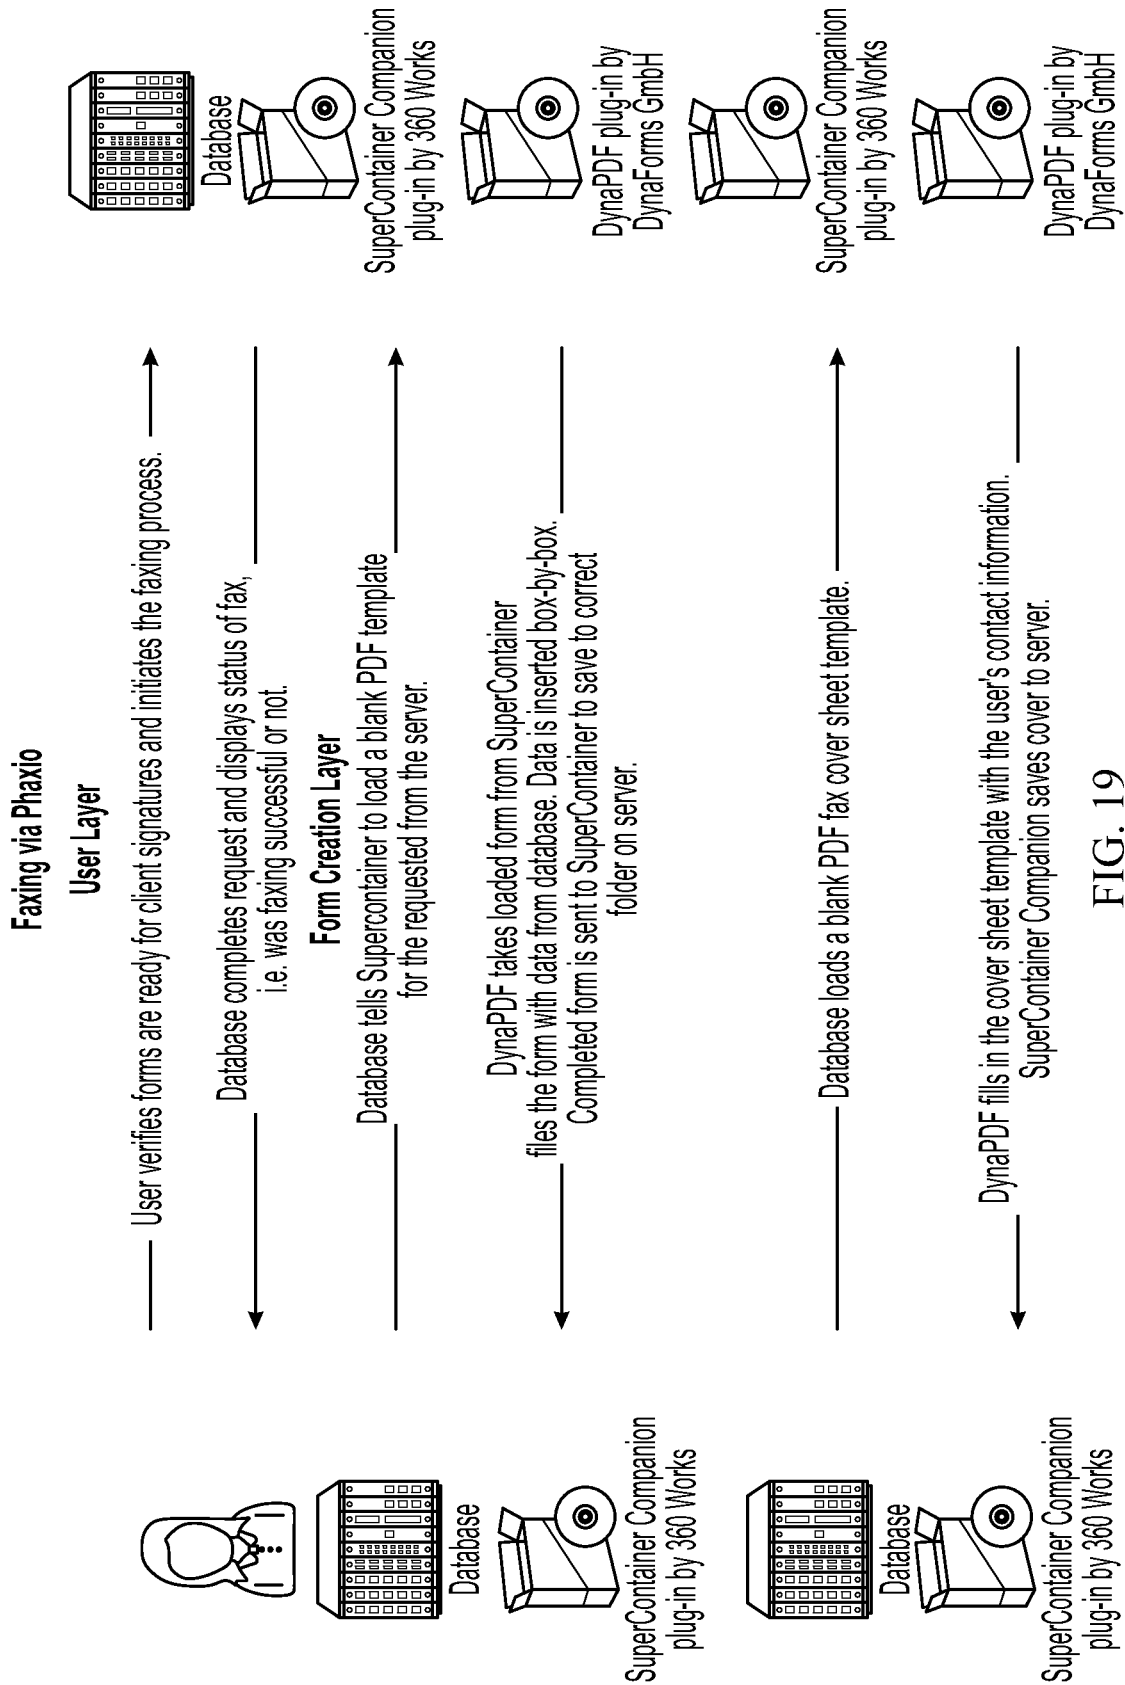 Faxing via Phaxio
User Layer
User verifies forms are ready for client signatures and initiates the faxing process.
Database
Database completes request and displays status of fax,
i.e. was faxing successful or not.
Form Creation Layer
Database
Database tells Supercontainer to load a blank PDF template
for the requested from the server.
SuperContainer Companion
plug-in by 360 Works
SuperContainer Companion
plug-in by 360 Works
DynaPDF takes loaded form from SuperContainer
files the form with data from database. Data is inserted box-by-box.
Completed form is sent to SuperContainer to save to correct
folder on server.
DynaPDF plug-in by
DynaForms GmbH
Database
Database loads a blank PDF fax cover sheet template.
SuperContainer Companion
plug-in by 360 Works
SuperContainer Companion
plug-in by 360 Works
DynaPDF fills in the cover sheet template with the user's contact information.
SuperContainer Companion saves cover to server.
DynaPDF plug-in by
DynaForms GmbH
FIG. 19